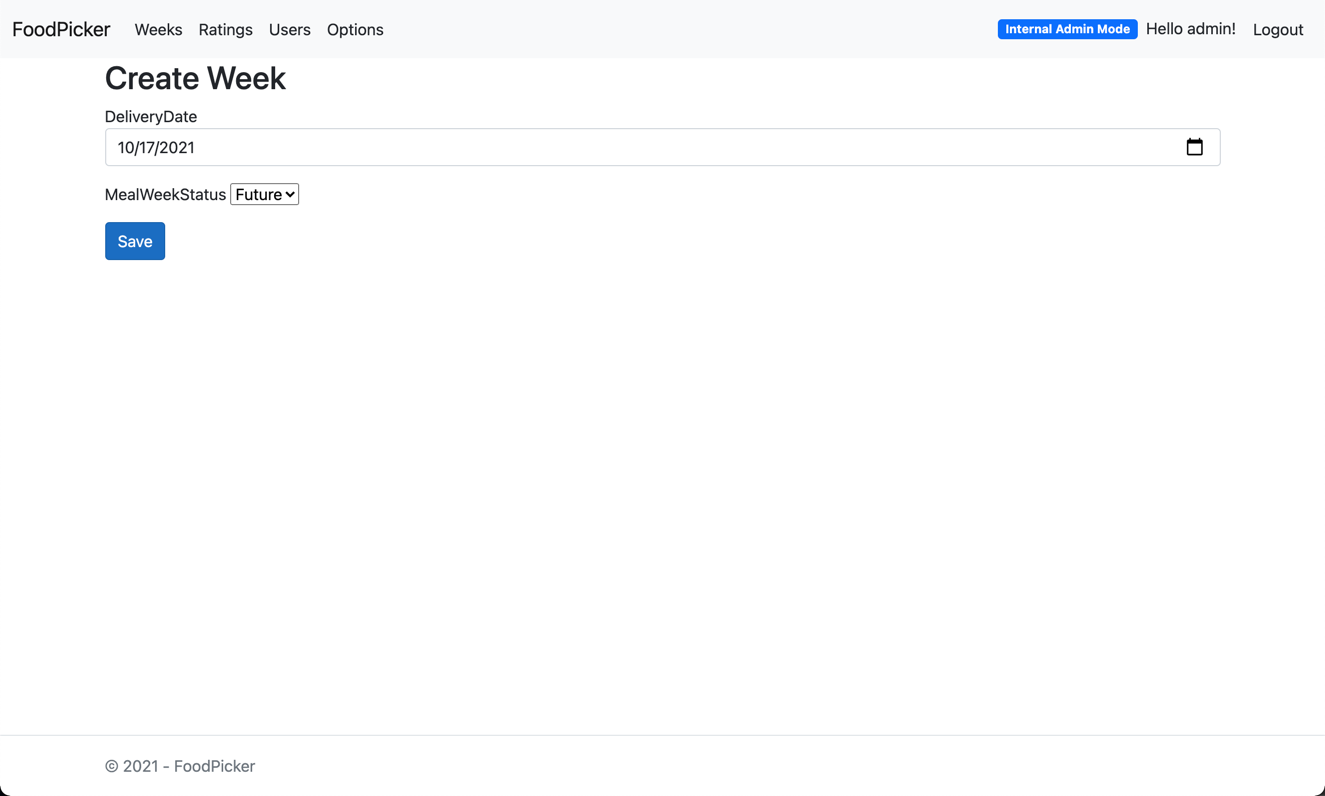 FoodPicker Weeks Ratings Users Options Internal Admin Mode Hello admin! Logout
Create Week
DeliveryDate
10/17/2021
MealWeekStatus Future
Save
© 2021 - FoodPicker